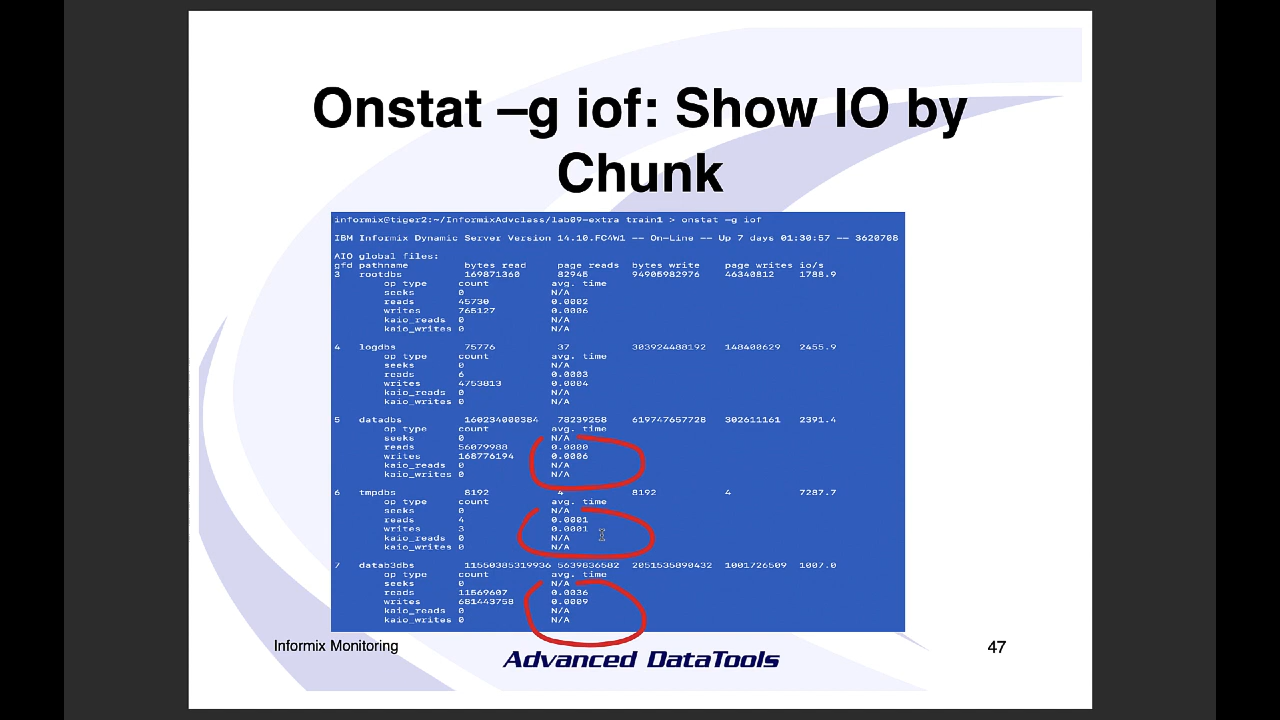 Onstat –g iof: Show IO by
Chunk
informix@tiger2:~/InformixAdvclass/lab09-extra train1 > onstat -g iof
IBM Informix Dynamic Server Version 14.10.FC4W1 -- On-Line -- Up 7 days 01:30:57 -- 3620708
AIO global files:
gfd pathname bytes read page reads bytes write page writes io/s
3 rootdbs 169871360 82945 94905982976 46340812 1788.9
op type count avg. time
seeks 0 N/A
reads 45730 0.0002
writes 765127 0.0006
kaio_reads 0 N/A
kaio_writes 0 N/A
4 logdbs 75776 37 303924488192 148400629 2455.9
op type count avg. time
seeks 0 N/A
reads 6 0.0003
writes 4753813 0.0004
kaio_reads 0 N/A
kaio_writes 0 N/A
5 datadbs 160234000384 78239258 619747657728 302611161 2391.4
op type count avg. time
seeks 0 N/A
reads 56079988 0.0000
writes 168776194 0.0006
kaio_reads 0 N/A
kaio_writes 0 N/A
6 tmpdbs 8192 4 8192 4 7287.7
op type count avg. time
seeks 0 N/A
reads 4 0.0001
writes 3 0.0001
kaio_reads 0 N/A
kaio_writes 0 N/A
7 datab3dbs 11550385319936 5639836582 2051535890432 1001726509 1007.0
op type count avg. time
seeks 0 N/A
reads 11569607 0.0036
writes 681443758 0.0009
kaio_reads 0 N/A
kaio_writes 0 N/A
Informix Monitoring
Advanced DataTools
47